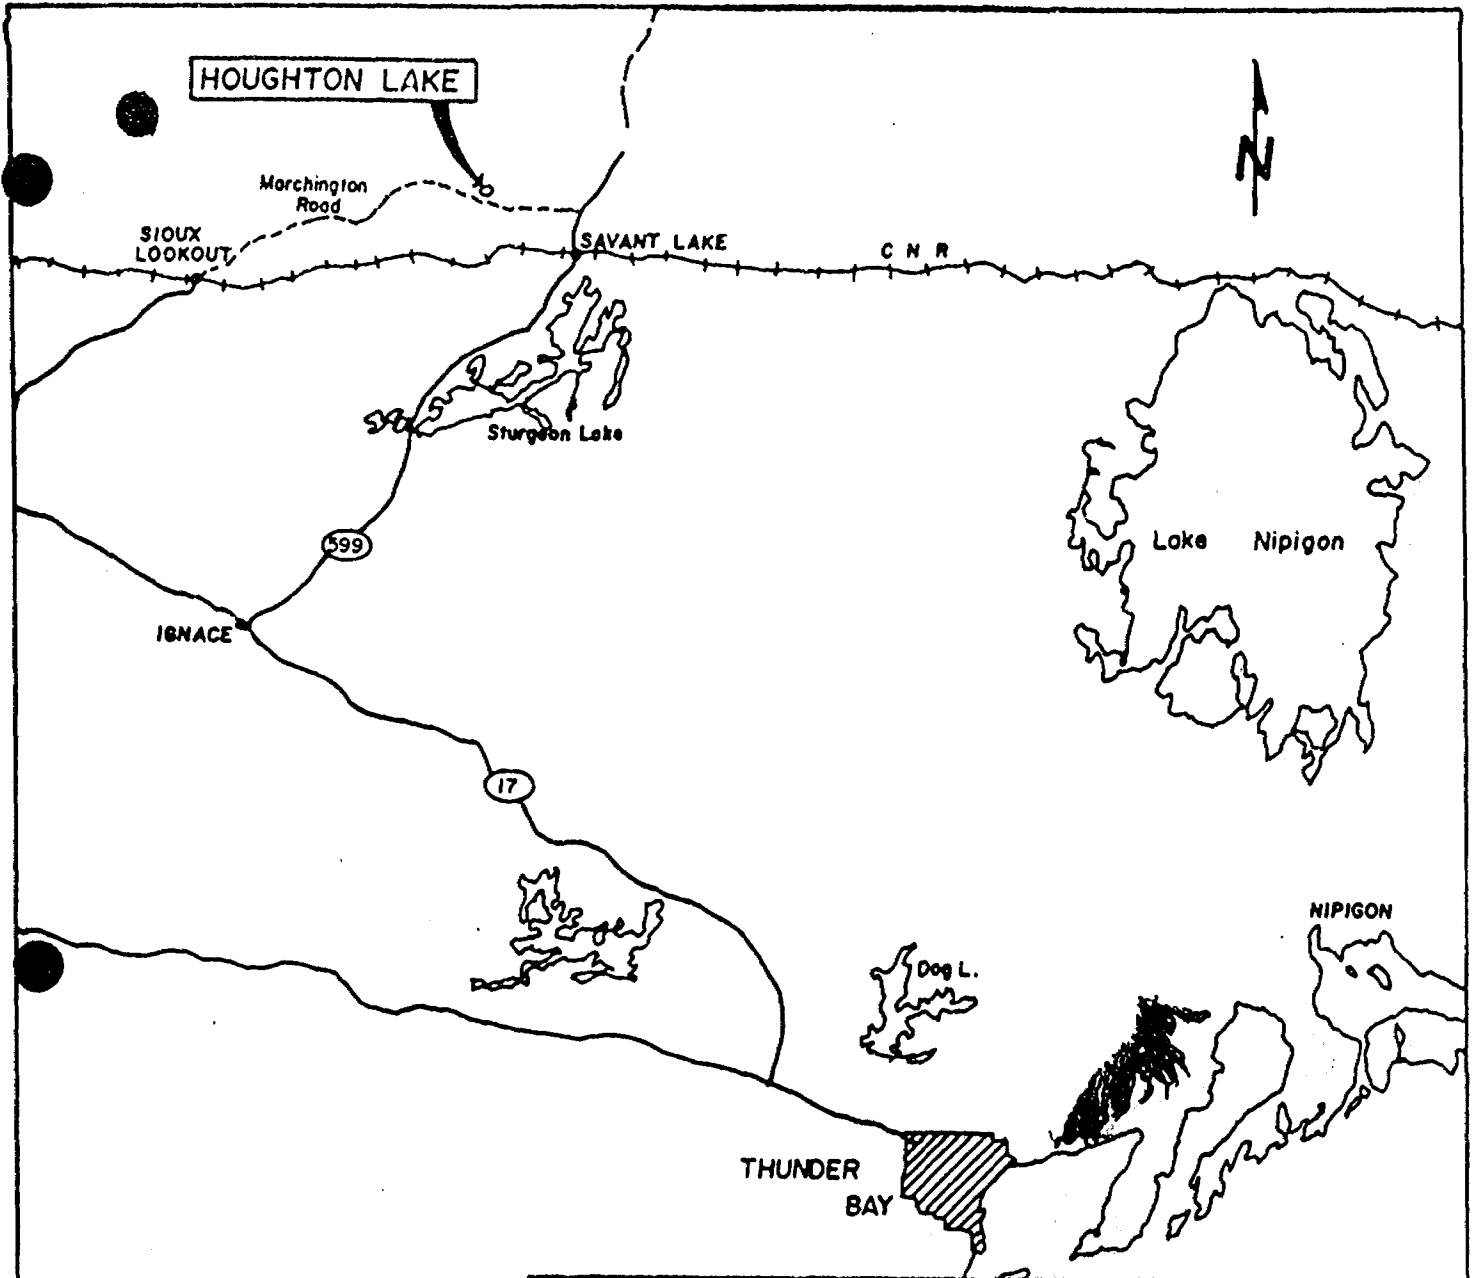 HOUGHTON LAKE
N
Marchington
Road
SIOUX
LOOKOUT
SAVANT LAKE
C N R
Sturgeon Lake
599
Lake Nipigon
IGNACE
17
NIPIGON
Dog L.
THUNDER
BAY